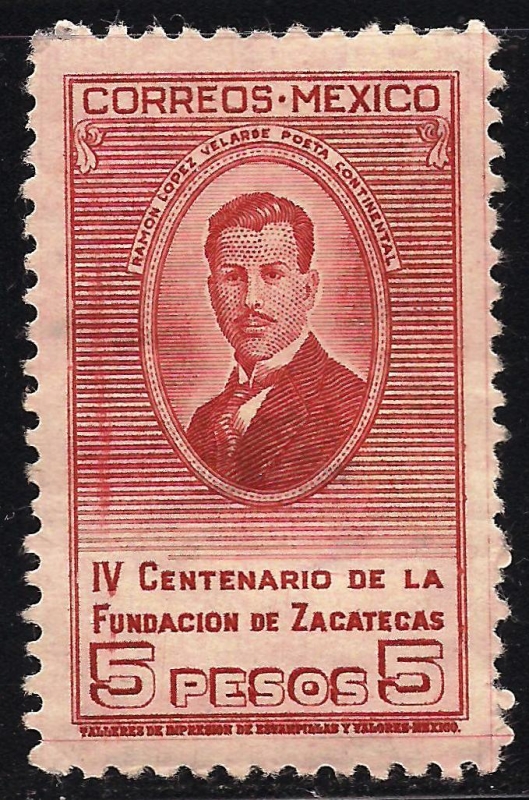 CORREOS·MEXICO
RAMON LOPEZ VELARDE POETA CONTINENTAL
IV CENTENARIO DE LA
FUNDACION DE ZACATECAS
5 PESOS 5
TALLERES DE IMPRESION DE ESTAMPILLAS Y VALORES-MEXICO.